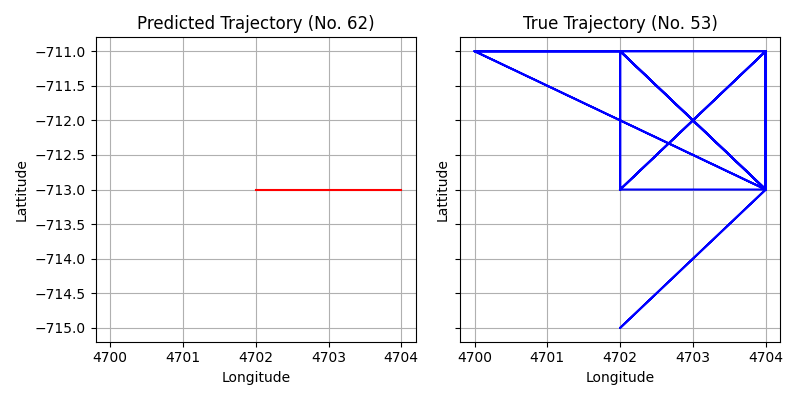 Predicted Trajectory (No. 62)
−711.0
−711.5
−712.0
−712.5
−713.0
−713.5
−714.0
−714.5
−715.0
Lattitude
4700 4701 4702 4703 4704
Longitude
True Trajectory (No. 53)
Lattitude
4700 4701 4702 4703 4704
Longitude